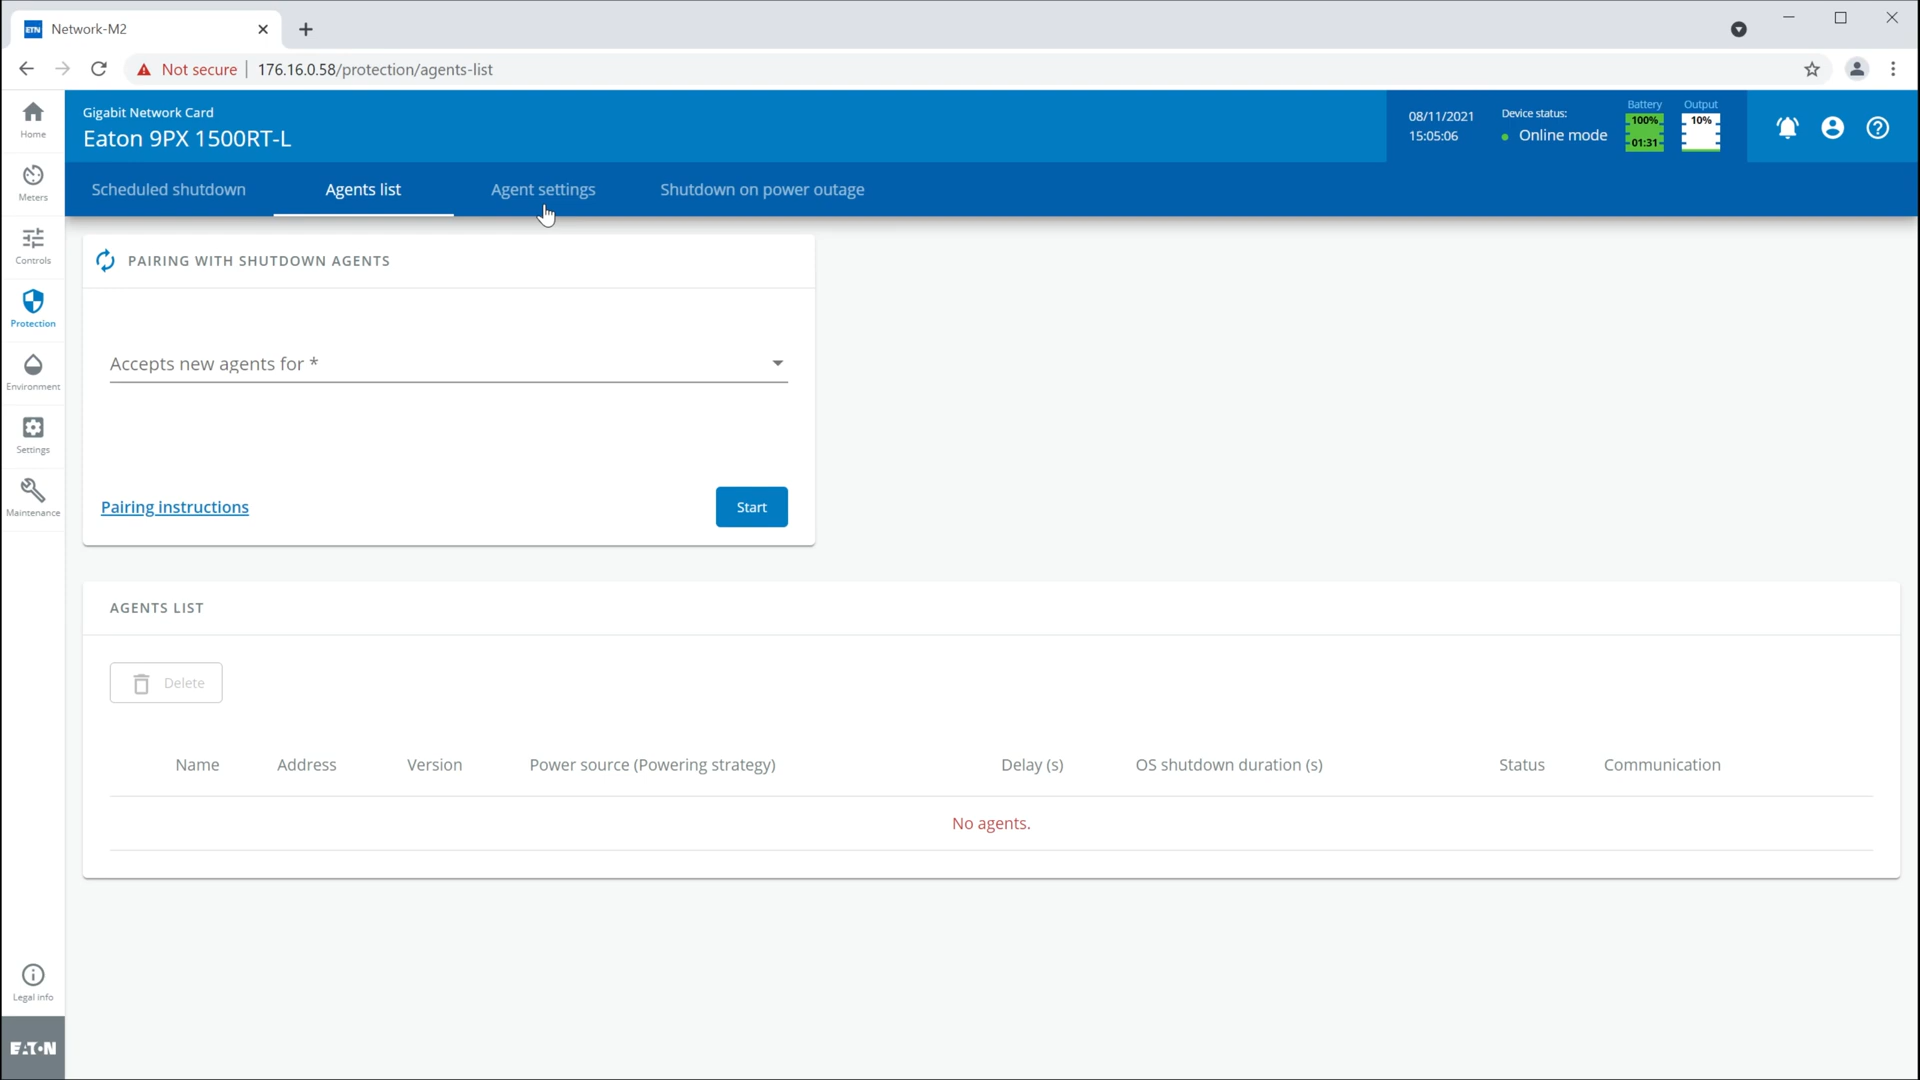 ETN Network-M2
Not secure 176.16.0.58/protection/agents-list
Home
Meters
Controls
Protection
Environment
Settings
Maintenance
Legal info
EATON
Gigabit Network Card
Eaton 9PX 1500RT-L
08/11/2021
15:05:06
Device status:
Online mode
Battery
100%
01:31
Output
10%
Scheduled shutdown Agents list Agent settings Shutdown on power outage
PAIRING WITH SHUTDOWN AGENTS
Accepts new agents for *
Pairing instructions Start
AGENTS LIST
Delete
Name Address Version Power source (Powering strategy) Delay (s) OS shutdown duration (s) Status Communication
No agents.